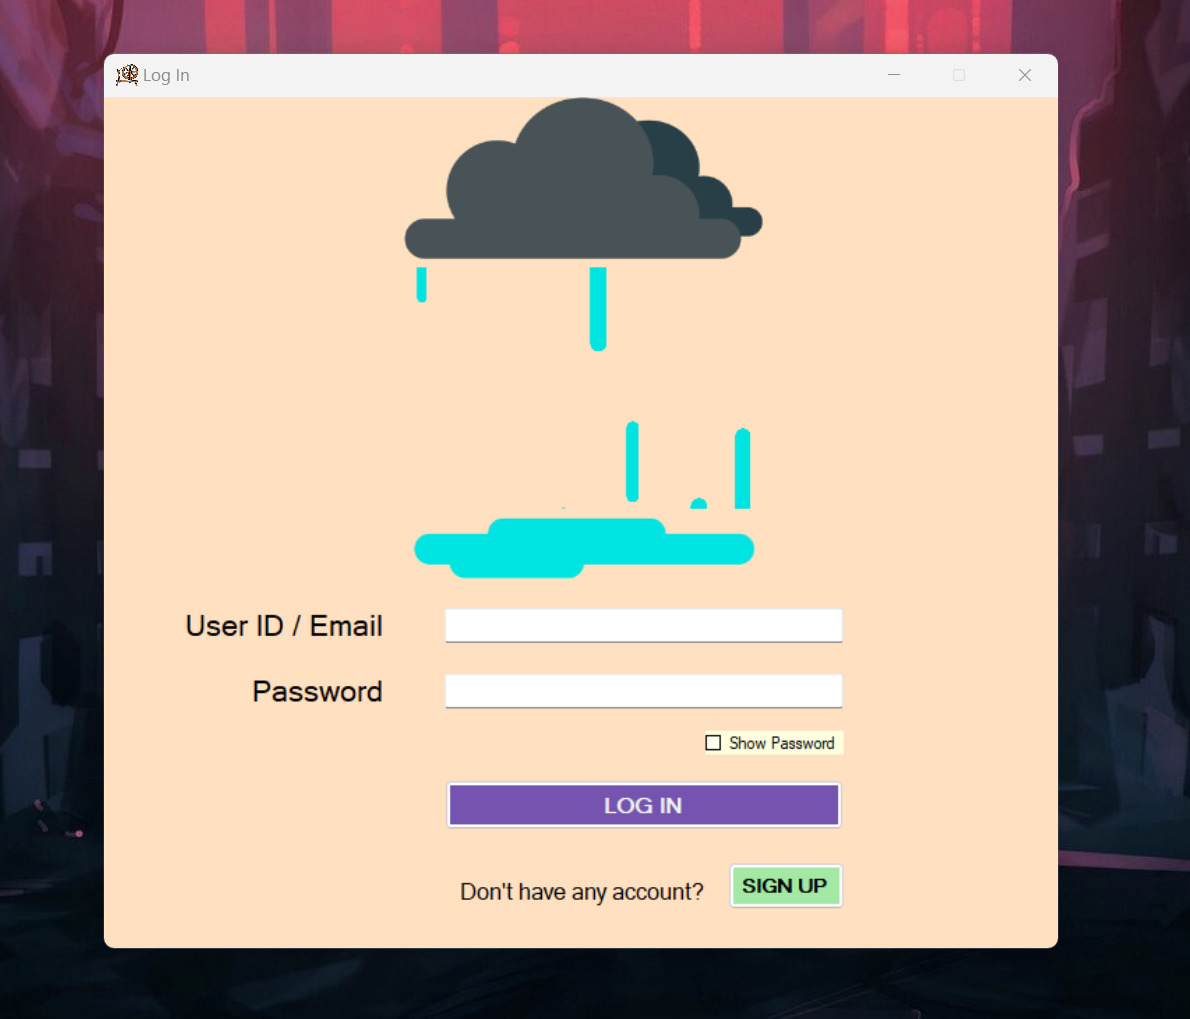 Log In
User ID / Email
Password
Show Password
LOG IN
Don't have any account?
SIGN UP